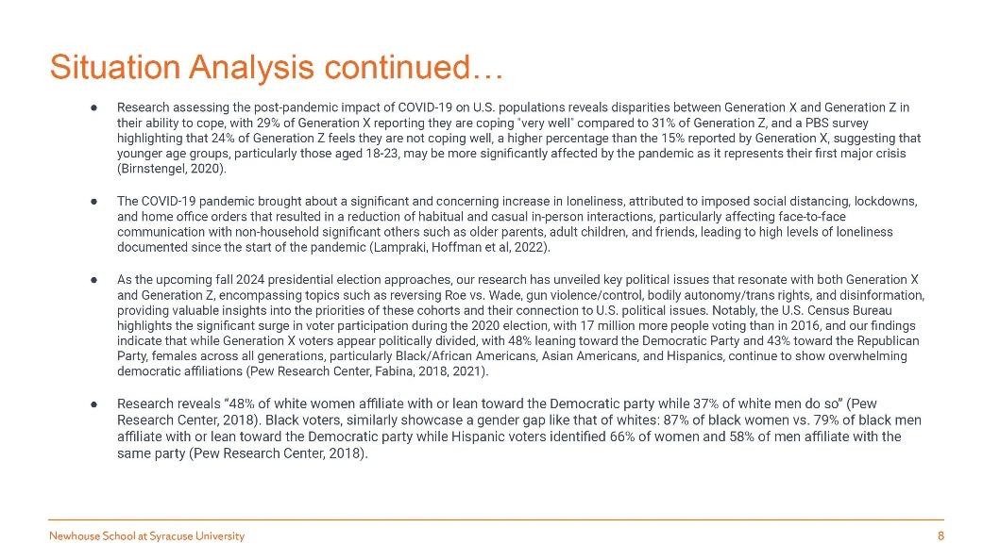 Situation Analysis continued…
● Research assessing the post-pandemic impact of COVID-19 on U.S. populations reveals disparities between Generation X and Generation Z in
their ability to cope, with 29% of Generation X reporting they are coping "very well" compared to 31% of Generation Z, and a PBS survey
highlighting that 24% of Generation Z feels they are not coping well, a higher percentage than the 15% reported by Generation X, suggesting that
younger age groups, particularly those aged 18-23, may be more significantly affected by the pandemic as it represents their first major crisis
(Birnstengel, 2020).
● The COVID-19 pandemic brought about a significant and concerning increase in loneliness, attributed to imposed social distancing, lockdowns,
and home office orders that resulted in a reduction of habitual and casual in-person interactions, particularly affecting face-to-face
communication with non-household significant others such as older parents, adult children, and friends, leading to high levels of loneliness
documented since the start of the pandemic (Lampraki, Hoffman et al, 2022).
● As the upcoming fall 2024 presidential election approaches, our research has unveiled key political issues that resonate with both Generation X
and Generation Z, encompassing topics such as reversing Roe vs. Wade, gun violence/control, bodily autonomy/trans rights, and disinformation,
providing valuable insights into the priorities of these cohorts and their connection to U.S. political issues. Notably, the U.S. Census Bureau
highlights the significant surge in voter participation during the 2020 election, with 17 million more people voting than in 2016, and our findings
indicate that while Generation X voters appear politically divided, with 48% leaning toward the Democratic Party and 43% toward the Republican
Party, females across all generations, particularly Black/African Americans, Asian Americans, and Hispanics, continue to show overwhelming
democratic affiliations (Pew Research Center, Fabina, 2018, 2021).
● Research reveals “48% of white women affiliate with or lean toward the Democratic party while 37% of white men do so” (Pew
Research Center, 2018). Black voters, similarly showcase a gender gap like that of whites: 87% of black women vs. 79% of black men
affiliate with or lean toward the Democratic party while Hispanic voters identified 66% of women and 58% of men affiliate with the
same party (Pew Research Center, 2018).
Newhouse School at Syracuse University
8